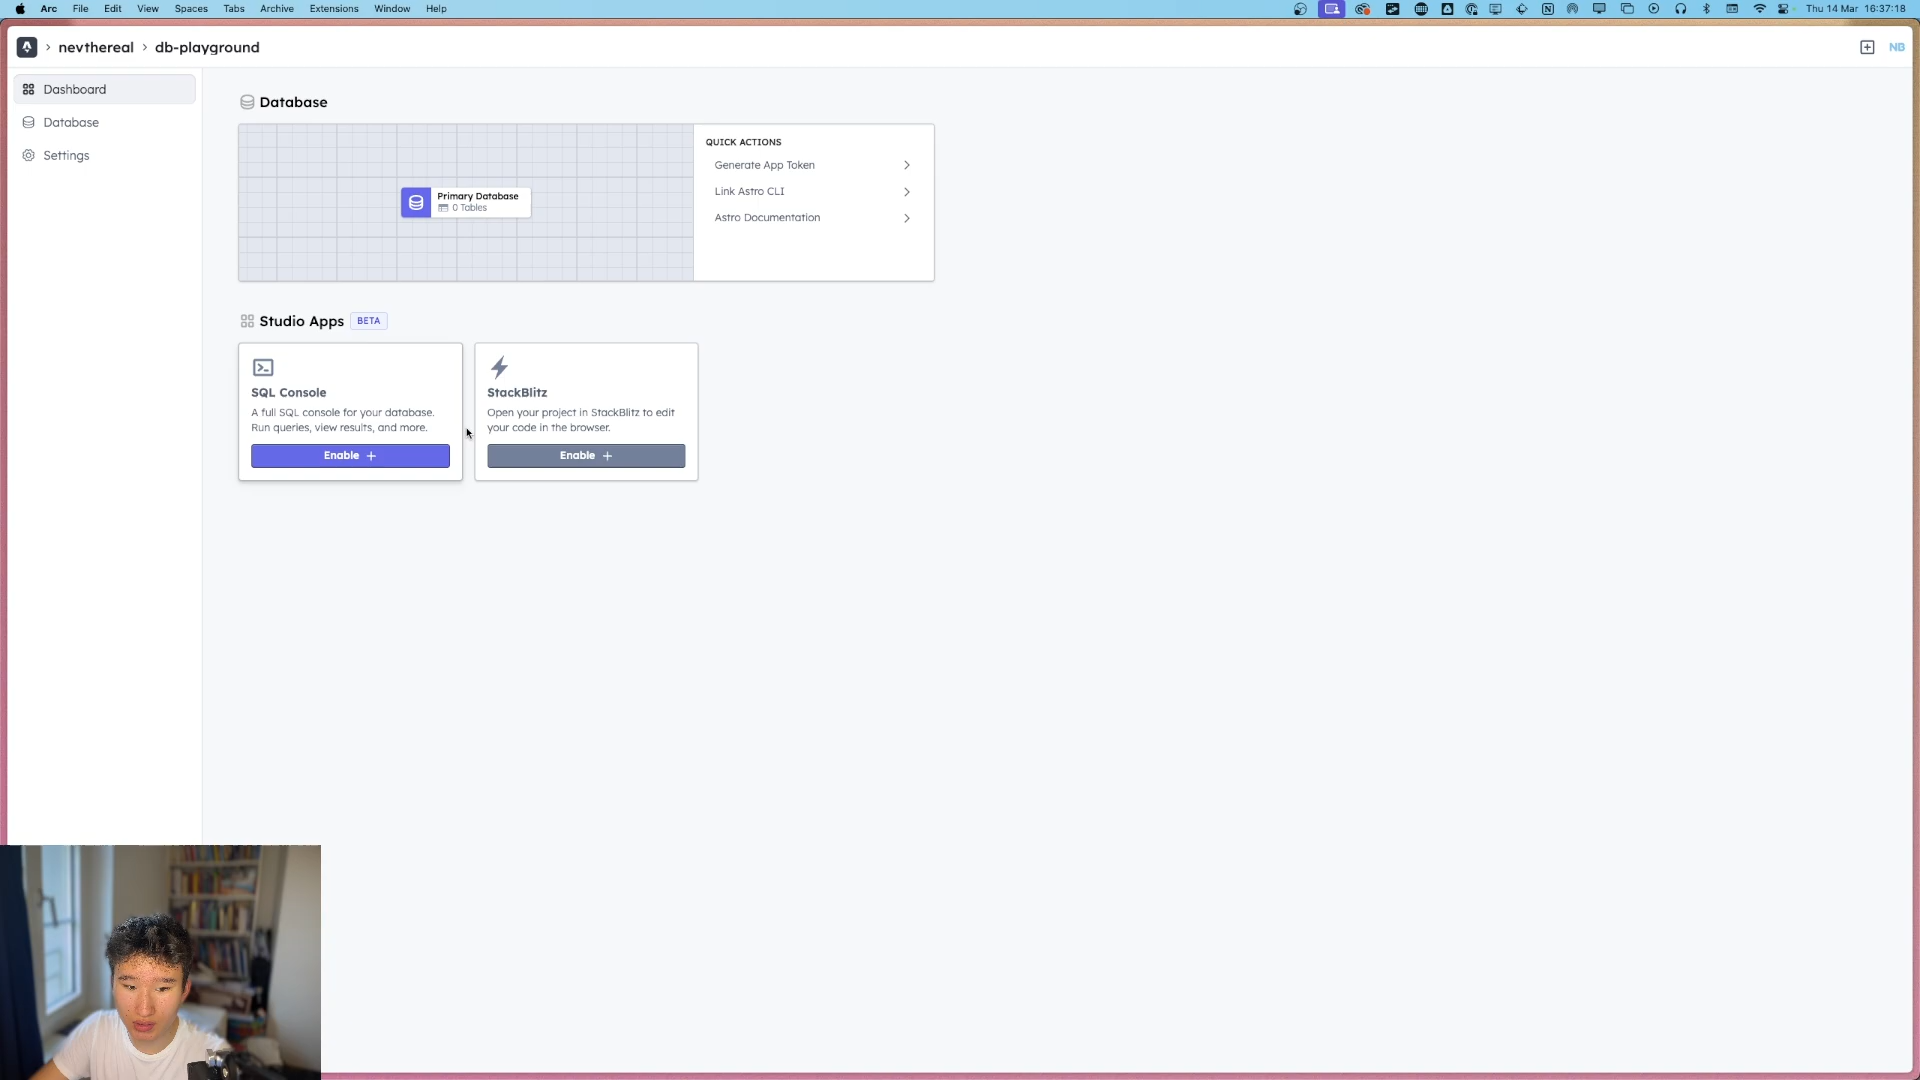 Arc File Edit View Spaces Tabs Archive Extensions Window Help Thu 14 Mar 16:37:18
nevthereal db-playground NB
Dashboard
Database
Settings
Database
Primary Database
0 Tables
QUICK ACTIONS
Generate App Token
Link Astro CLI
Astro Documentation
Studio Apps BETA
SQL Console
A full SQL console for your database.
Run queries, view results, and more.
Enable
StackBlitz
Open your project in StackBlitz to edit
your code in the browser.
Enable